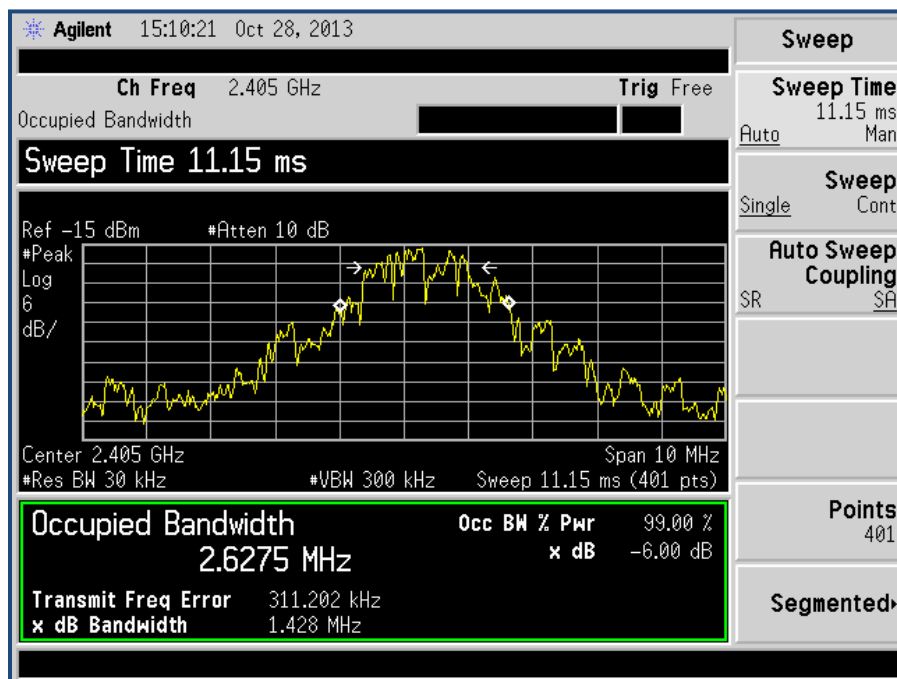 Agilent 15:10:21 Oct 28, 2013
Ch Freq 2.405 GHz Trig Free
Occupied Bandwidth
Sweep Time 11.15 ms
Ref -15 dBm #Atten 10 dB
#Peak
Log
6
dB/
Center 2.405 GHz Span 10 MHz
#Res BW 30 kHz #VBW 300 kHz Sweep 11.15 ms (401 pts)
Occupied Bandwidth Occ BW % Pwr 99.00 %
2.6275 MHz x dB -6.00 dB
Transmit Freq Error 311.202 kHz
x dB Bandwidth 1.428 MHz
Sweep
Sweep Time
11.15 ms
Auto Man
Sweep
Single Cont
Auto Sweep
Coupling
SR SA
Points
401
Segmented